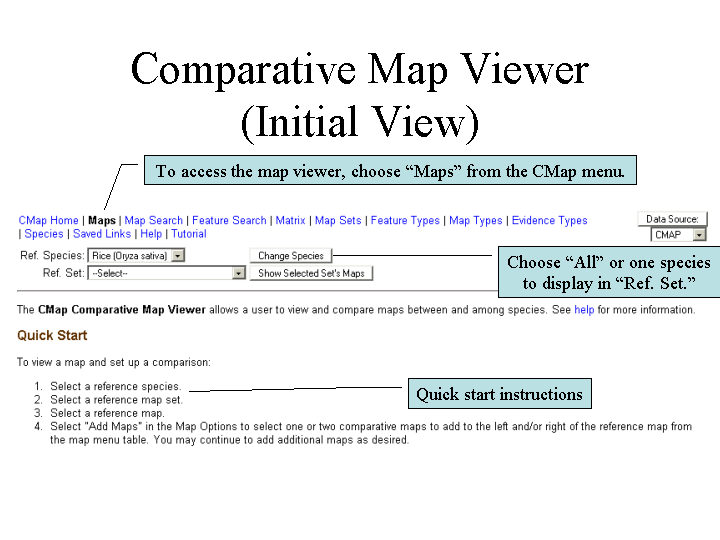 Comparative Map Viewer
(Initial View)
To access the map viewer, choose “Maps” from the CMap menu.
CMap Home | Maps | Map Search | Feature Search | Matrix | Map Sets | Feature Types | Map Types | Evidence Types
| Species | Saved Links | Help | Tutorial
Data Source:
CMAP
Ref. Species: Rice (Oryza sativa) Change Species
Ref. Set: --Select-- Show Selected Set's Maps
Choose “All” or one species
to display in “Ref. Set.”
The CMap Comparative Map Viewer allows a user to view and compare maps between and among species. See help for more information.
Quick Start
To view a map and set up a comparison:
1. Select a reference species.
2. Select a reference map set.
3. Select a reference map.
4. Select "Add Maps" in the Map Options to select one or two comparative maps to add to the left and/or right of the reference map from
the map menu table. You may continue to add additional maps as desired.
Quick start instructions